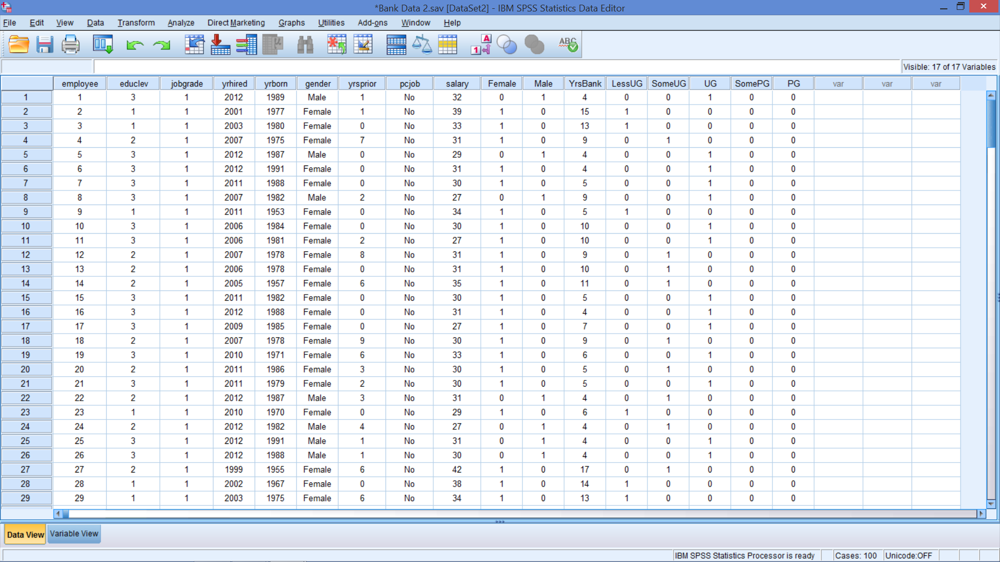 *Bank Data 2.sav [DataSet2] - IBM SPSS Statistics Data Editor
File Edit View Data Transform Analyze Direct Marketing Graphs Utilities Add-ons Window Help
Visible: 17 of 17 Variables
employee educlev jobgrade yrhired yrborn gender yrsprior pcjob salary Female Male YrsBank LessUG SomeUG UG SomePG PG var var var
1 1 3 1 2012 1989 Male 1 No 32 0 1 4 0 0 1 0 0
2 2 1 1 2001 1977 Female 1 No 39 1 0 15 1 0 0 0 0
3 3 1 1 2003 1980 Female 0 No 33 1 0 13 1 0 0 0 0
4 4 2 1 2007 1975 Female 7 No 31 1 0 9 0 1 0 0 0
5 5 3 1 2012 1987 Male 0 No 29 0 1 4 0 0 1 0 0
6 6 3 1 2012 1991 Female 0 No 31 1 0 4 0 0 1 0 0
7 7 3 1 2011 1988 Female 0 No 30 1 0 5 0 0 1 0 0
8 8 3 1 2007 1982 Male 2 No 27 0 1 9 0 0 1 0 0
9 9 1 1 2011 1953 Female 0 No 34 1 0 5 1 0 0 0 0
10 10 3 1 2006 1984 Female 0 No 30 1 0 10 0 0 1 0 0
11 11 3 1 2006 1981 Female 2 No 27 1 0 10 0 0 1 0 0
12 12 2 1 2007 1978 Female 8 No 31 1 0 9 0 1 0 0 0
13 13 2 1 2006 1978 Female 0 No 31 1 0 10 0 1 0 0 0
14 14 2 1 2005 1957 Female 6 No 35 1 0 11 0 1 0 0 0
15 15 3 1 2011 1982 Female 0 No 30 1 0 5 0 0 1 0 0
16 16 3 1 2012 1988 Female 0 No 31 1 0 4 0 0 1 0 0
17 17 3 1 2009 1985 Female 0 No 27 1 0 7 0 0 1 0 0
18 18 2 1 2007 1978 Female 9 No 30 1 0 9 0 1 0 0 0
19 19 3 1 2010 1971 Female 6 No 33 1 0 6 0 0 1 0 0
20 20 2 1 2011 1986 Female 3 No 30 1 0 5 0 1 0 0 0
21 21 3 1 2011 1979 Female 2 No 30 1 0 5 0 0 1 0 0
22 22 2 1 2012 1987 Male 3 No 31 0 1 4 0 1 0 0 0
23 23 1 1 2010 1970 Female 0 No 29 1 0 6 1 0 0 0 0
24 24 2 1 2012 1982 Male 4 No 27 0 1 4 0 1 0 0 0
25 25 3 1 2012 1991 Male 1 No 31 0 1 4 0 0 1 0 0
26 26 3 1 2012 1988 Male 1 No 30 0 1 4 0 0 1 0 0
27 27 2 1 1999 1955 Female 6 No 42 1 0 17 0 1 0 0 0
28 28 1 1 2002 1967 Female 0 No 38 1 0 14 1 0 0 0 0
29 29 1 1 2003 1975 Female 6 No 34 1 0 13 1 0 0 0 0
Data View Variable View
IBM SPSS Statistics Processor is ready Cases: 100 Unicode:OFF